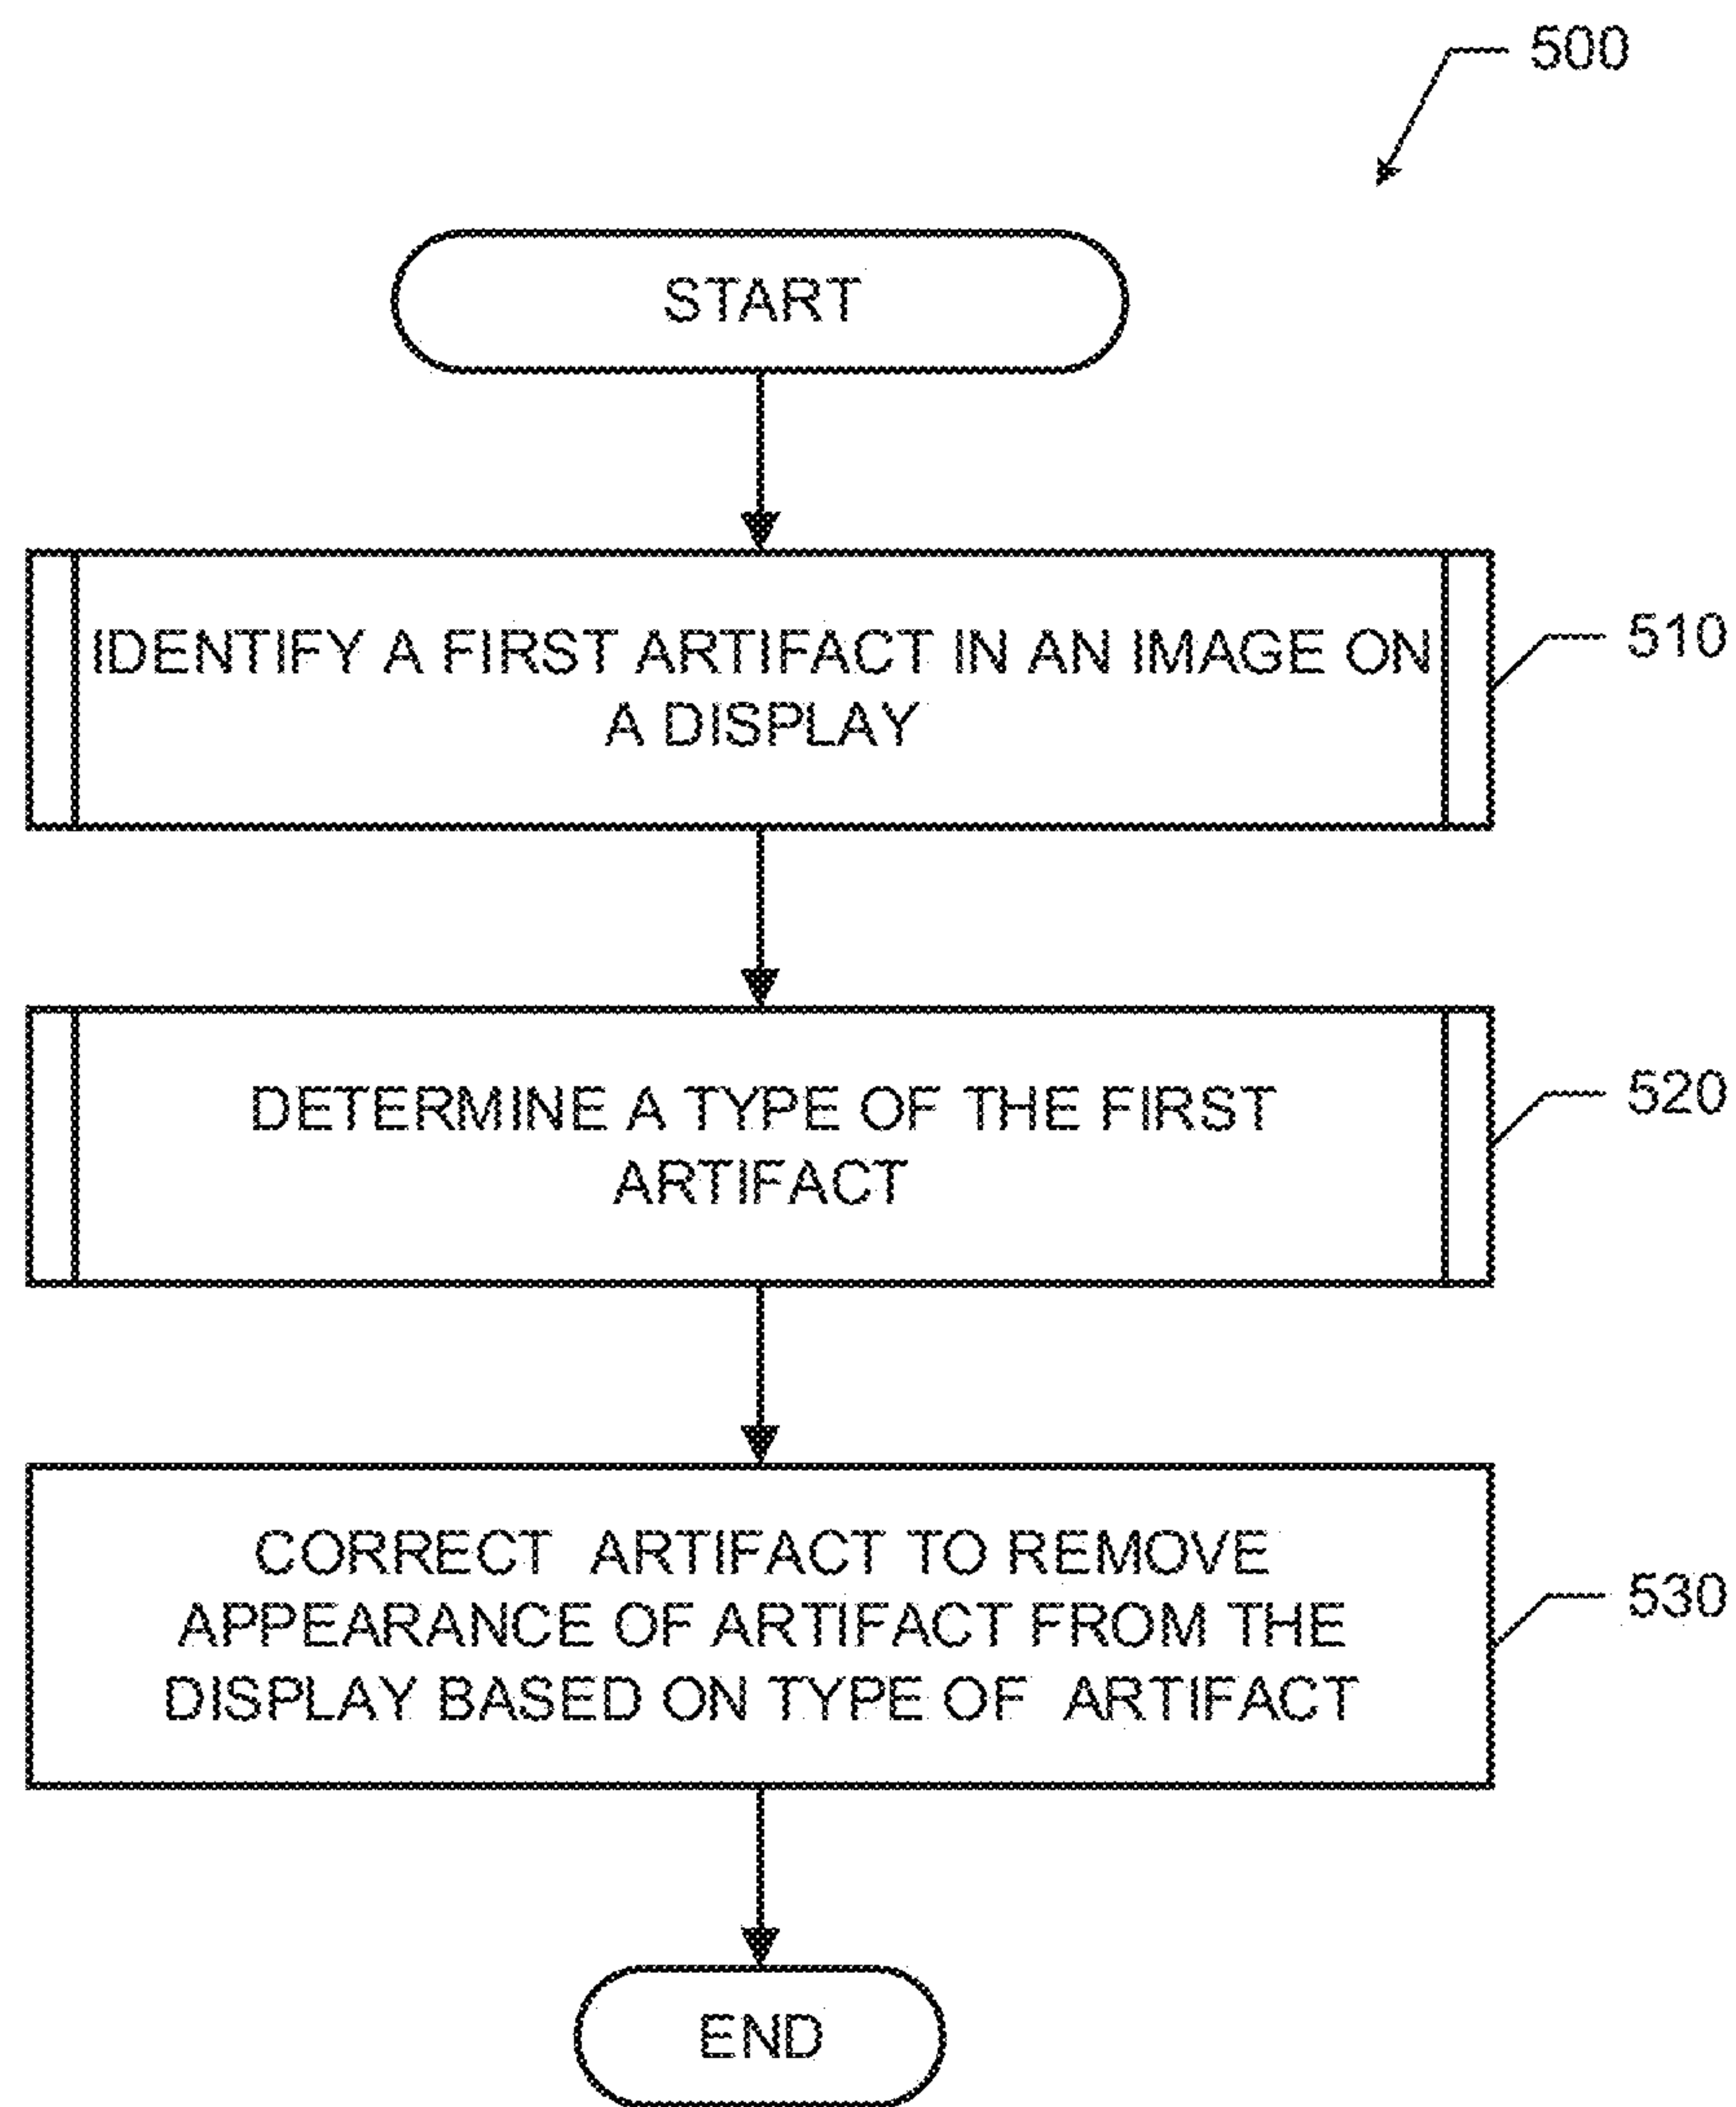 500
START
IDENTIFY A FIRST ARTIFACT IN AN IMAGE ON
A DISPLAY
510
DETERMINE A TYPE OF THE FIRST
ARTIFACT
520
CORRECT ARTIFACT TO REMOVE
APPEARANCE OF ARTIFACT FROM THE
DISPLAY BASED ON TYPE OF ARTIFACT
530
END